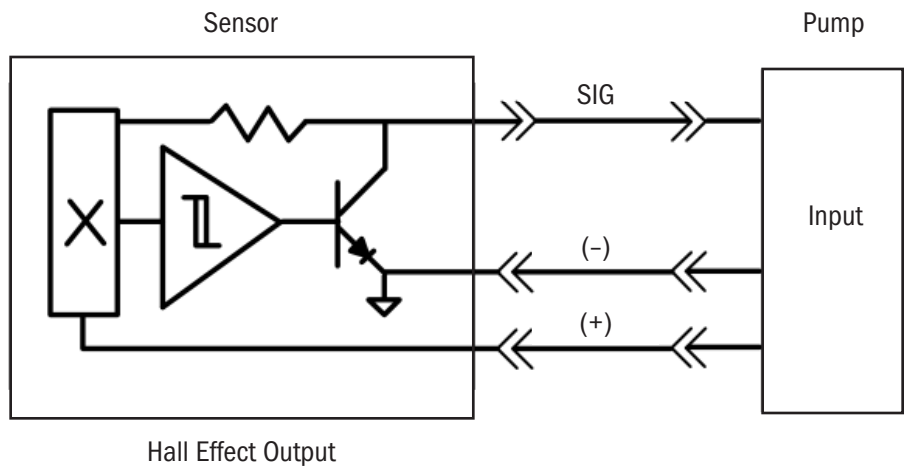 Sensor
Pump
SIG
Input
(–)
(+)
Hall Effect Output